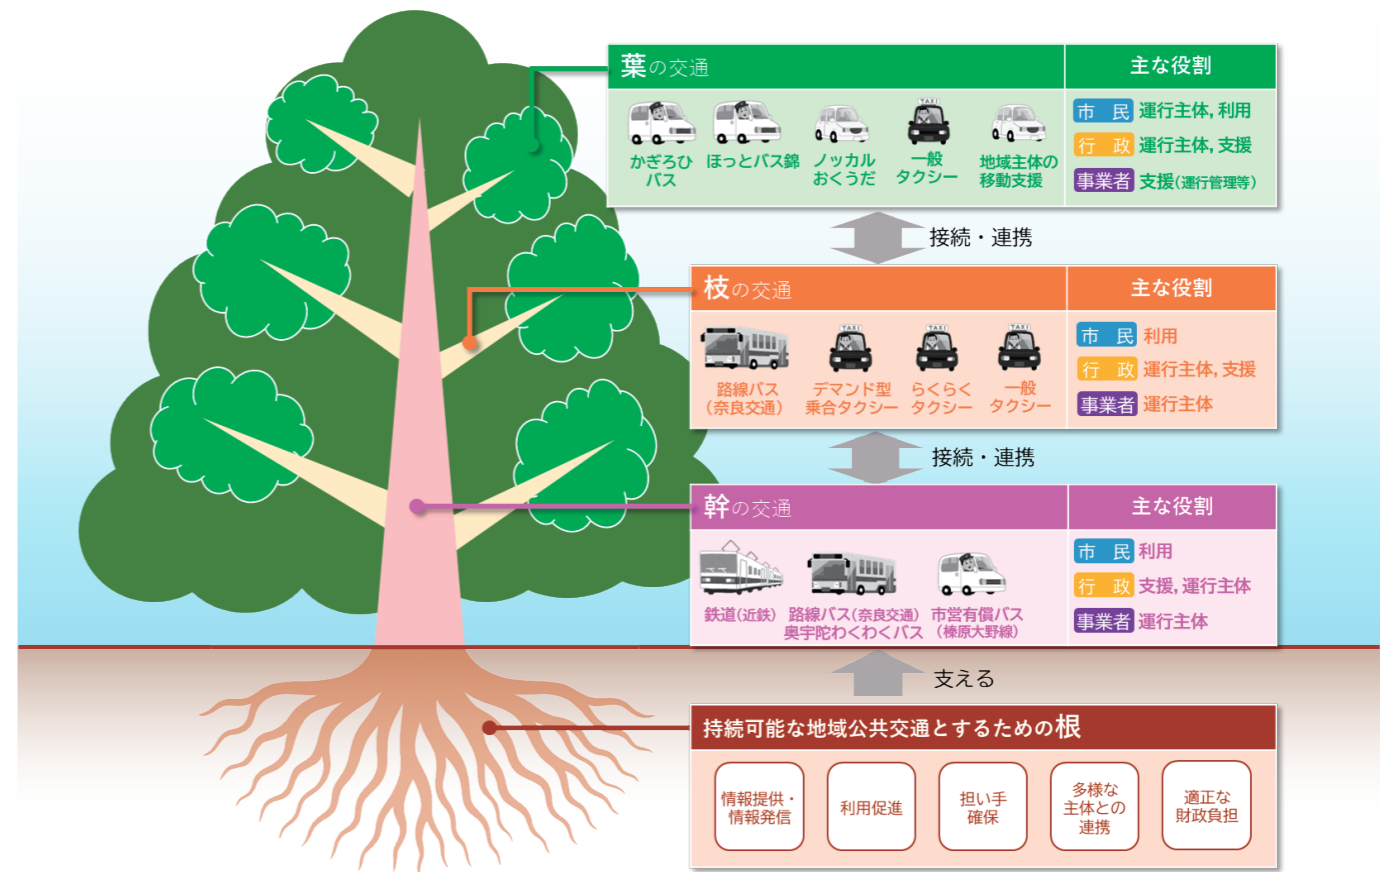 葉の交通
主な役割
かぎろひ
バス
ほっとバス錦
ノッカル
おくうだ
TAXI
一般
タクシー
地域主体の
移動支援
市 民 運行主体, 利用
行 政 運行主体, 支援
事業者 支援(運行管理等)
接続・連携
枝の交通
主な役割
路線バス
(奈良交通)
TAXI
デマンド型
乗合タクシー
TAXI
らくらく
タクシー
TAXI
一般
タクシー
市 民 利用
行 政 運行主体, 支援
事業者 運行主体
接続・連携
幹の交通
主な役割
鉄道(近鉄)
路線バス(奈良交通)
奥宇陀わくわくバス
市営有償バス
(榛原大野線)
市 民 利用
行 政 支援, 運行主体
事業者 運行主体
支える
持続可能な地域公共交通とするための根
情報提供・
情報発信
利用促進
担い手
確保
多様な
主体との
連携
適正な
財政負担